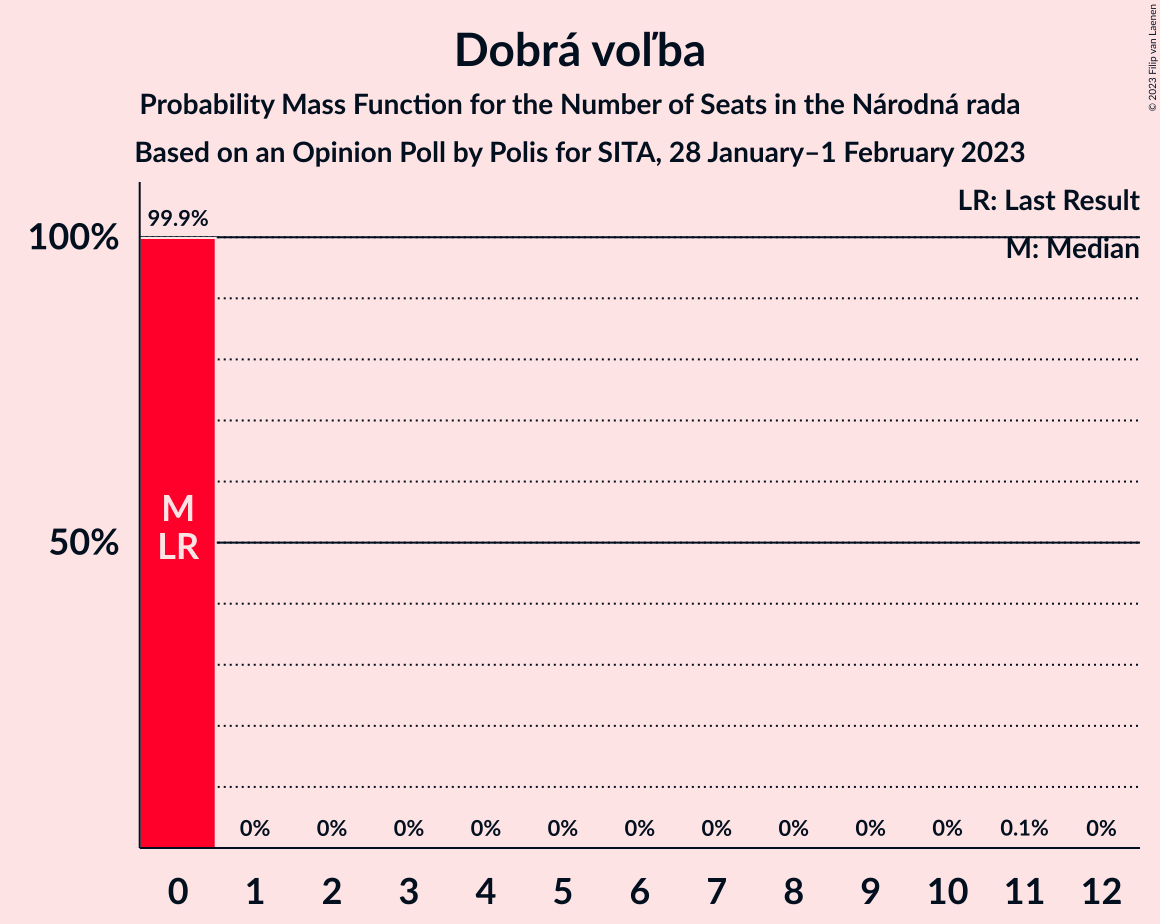 Dobrá voľba
Probability Mass Function for the Number of Seats in the Národná rada
Based on an Opinion Poll by Polis for SITA, 28 January–1 February 2023
© 2023 Filip van Laenen
LR: Last Result
M: Median
99.9%
100%
50%
M
LR
0% 0% 0% 0% 0% 0% 0% 0% 0% 0% 0.1% 0%
0 1 2 3 4 5 6 7 8 9 10 11 12